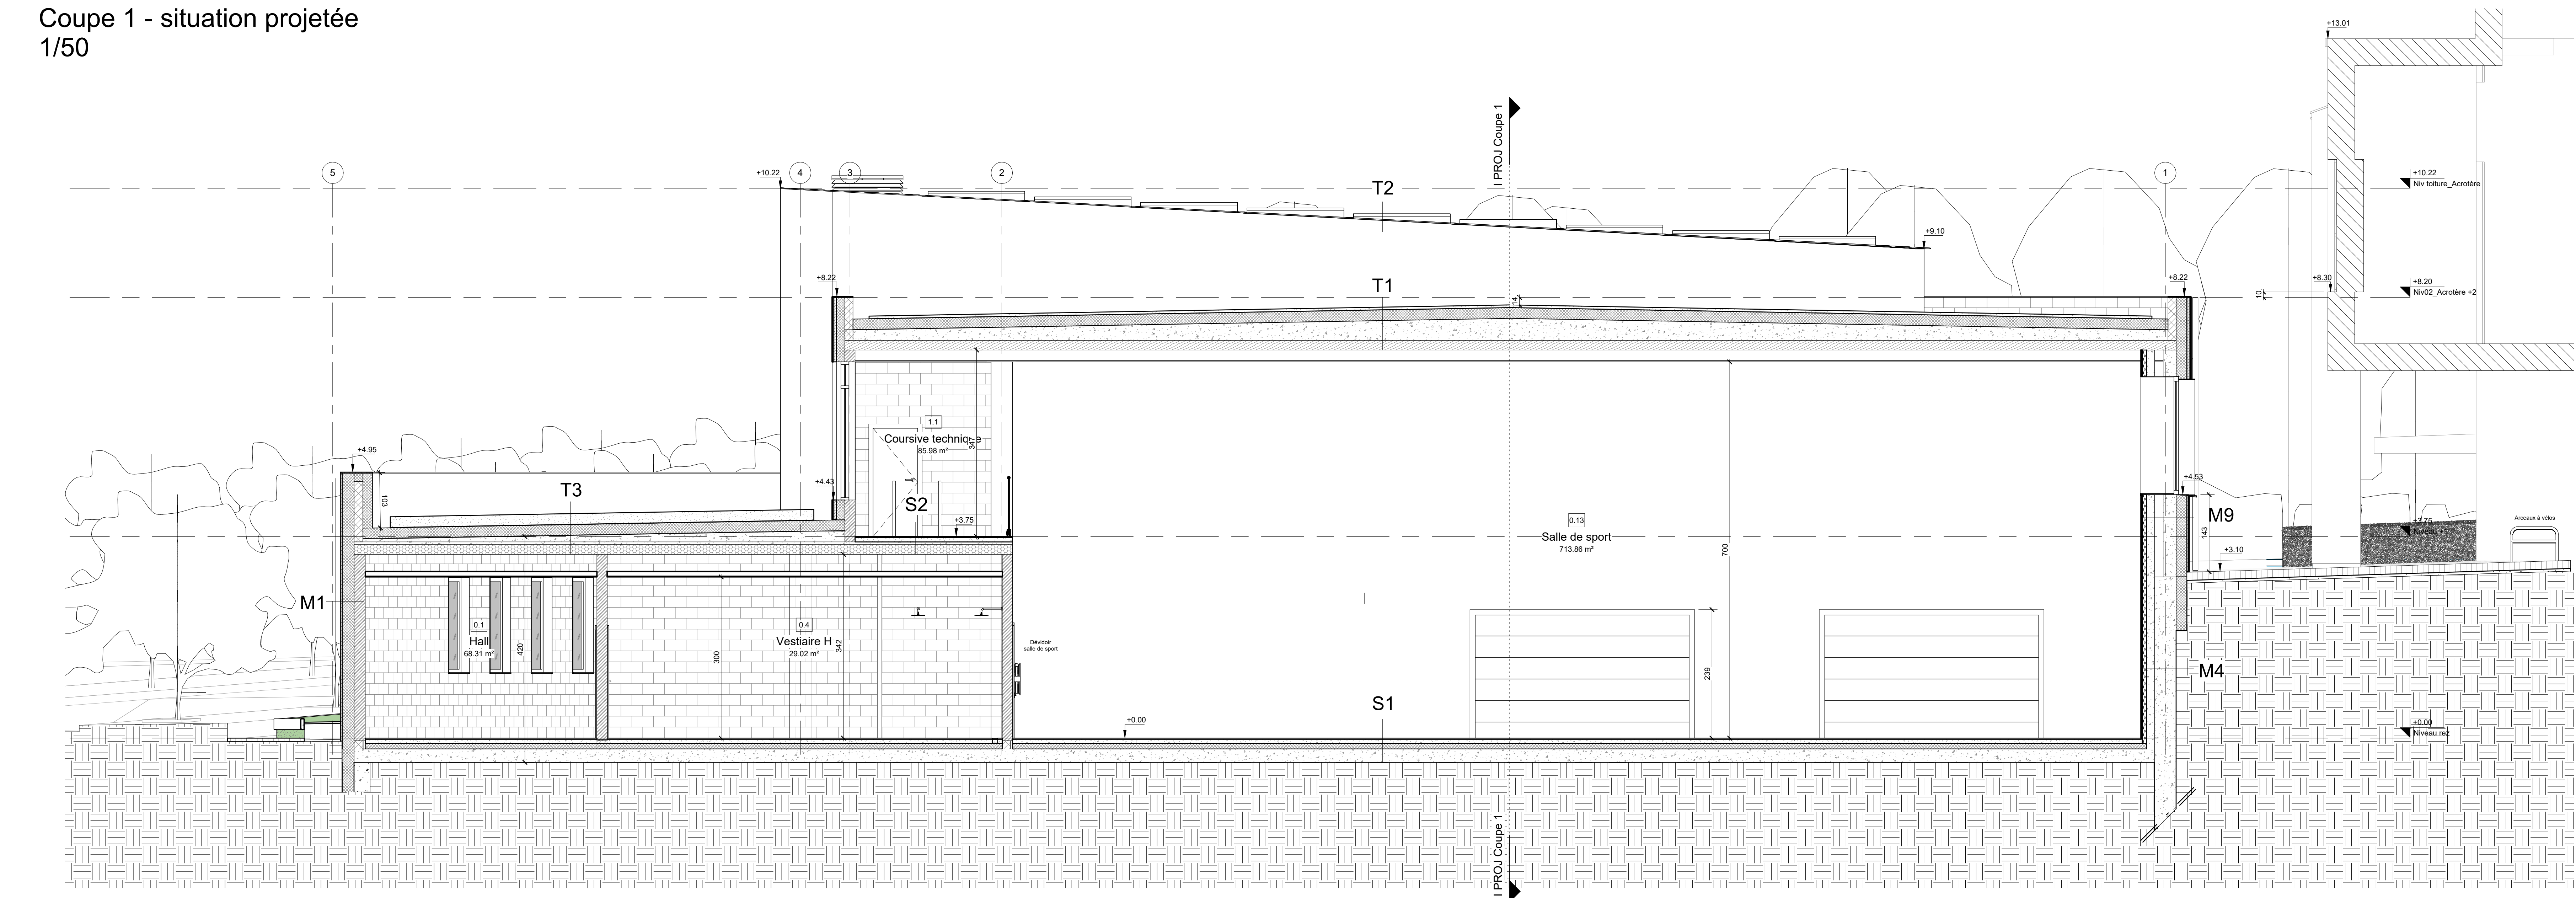 Coupe 1 - situation projetée
1/50
+13.01
I PROJ Coupe 1
5
4
3
2
1
+10.22
T2
+10.22
Niv toiture_Acrotère
+9.10
+8.22
T1
14
+8.22
10
+8.30
+8.20
Niv02_Acrotère +2
1.1
Coursive technique
85.98 m²
347
+4.95
103
T3
+4.43
S2
+3.75
0.13
Salle de sport
713.86 m²
700
+4.53
M9
143
+3.10
+3.75
Niveau +1
Arceaux à vélos
M1
0.1
Hall
68.31 m²
420
300
0.4
Vestiaire H
29.02 m²
342
Dévidoir
salle de sport
239
M4
S1
+0.00
+0.00
Niveau rez
I PROJ Coupe 1